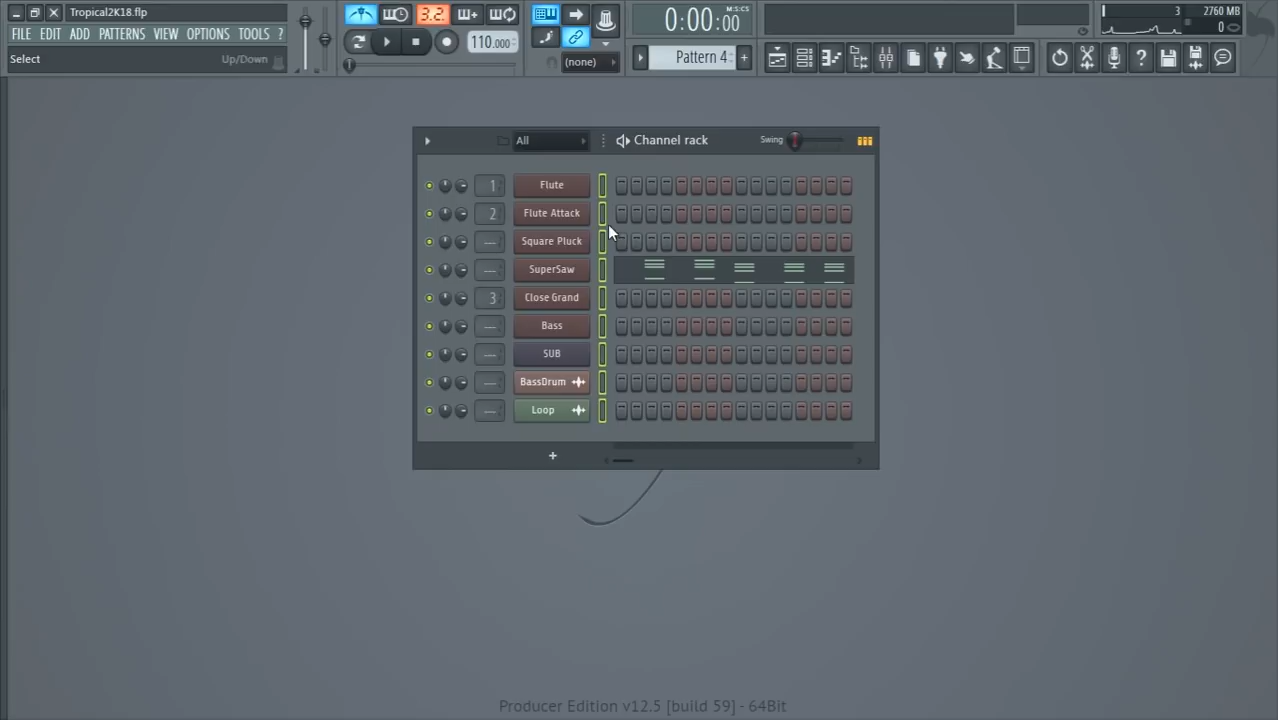 Tropical2K18.flp
FILE EDIT ADD PATTERNS VIEW OPTIONS TOOLS ?
Select Up/Down
3.2.
110.000
(none)
M:S:CS
0:00:00
Pattern 4
3
2760 MB
0
All
Channel rack
Swing
1 Flute
2 Flute Attack
--- Square Pluck
--- SuperSaw
3 Close Grand
--- Bass
--- SUB
--- BassDrum
--- Loop
+
Producer Edition v12.5 [build 59] - 64Bit